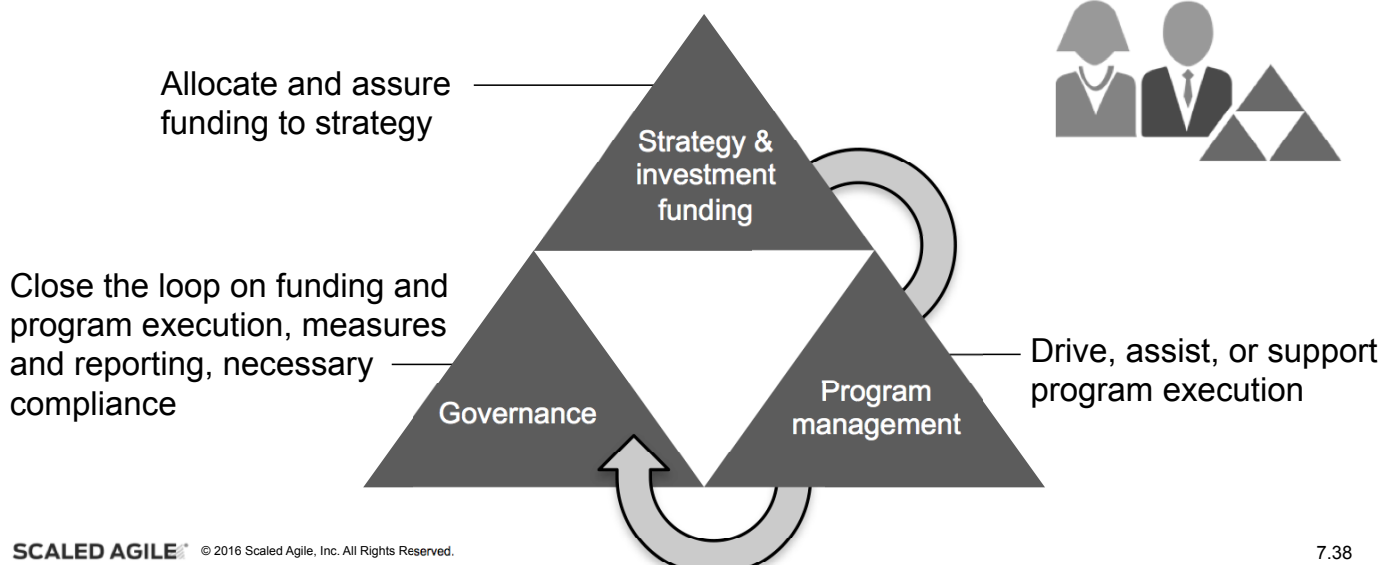 Allocate and assure
funding to strategy
Strategy &
investment
funding
Close the loop on funding and
program execution, measures
and reporting, necessary
compliance
Governance
Program
management
Drive, assist, or support
program execution
SCALED AGILE® © 2016 Scaled Agile, Inc. All Rights Reserved.
7.38